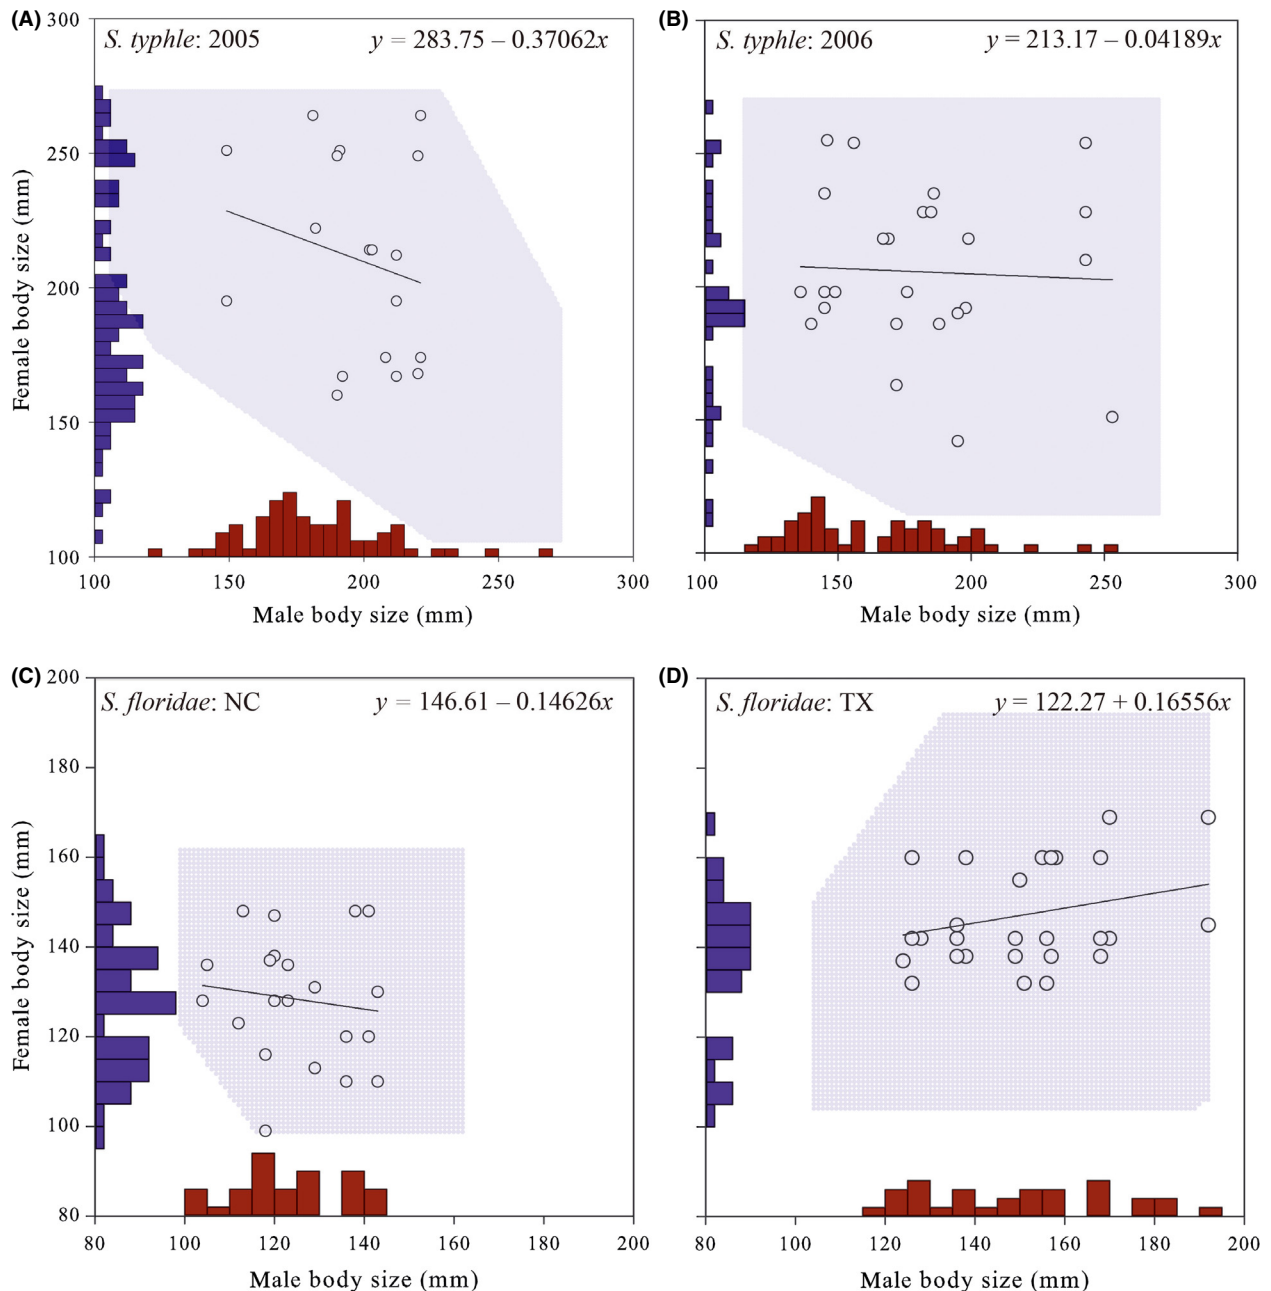 (A)
S. typhle: 2005 y = 283.75 – 0.37062x
300
250
200
150
100
Female body size (mm)
100 150 200 250 300
Male body size (mm)
(B)
S. typhle: 2006 y = 213.17 – 0.04189x
100 150 200 250 300
Male body size (mm)
(C)
S. floridae: NC y = 146.61 – 0.14626x
200
180
160
140
120
100
80
Female body size (mm)
80 100 120 140 160 180 200
Male body size (mm)
(D)
S. floridae: TX y = 122.27 + 0.16556x
80 100 120 140 160 180 200
Male body size (mm)